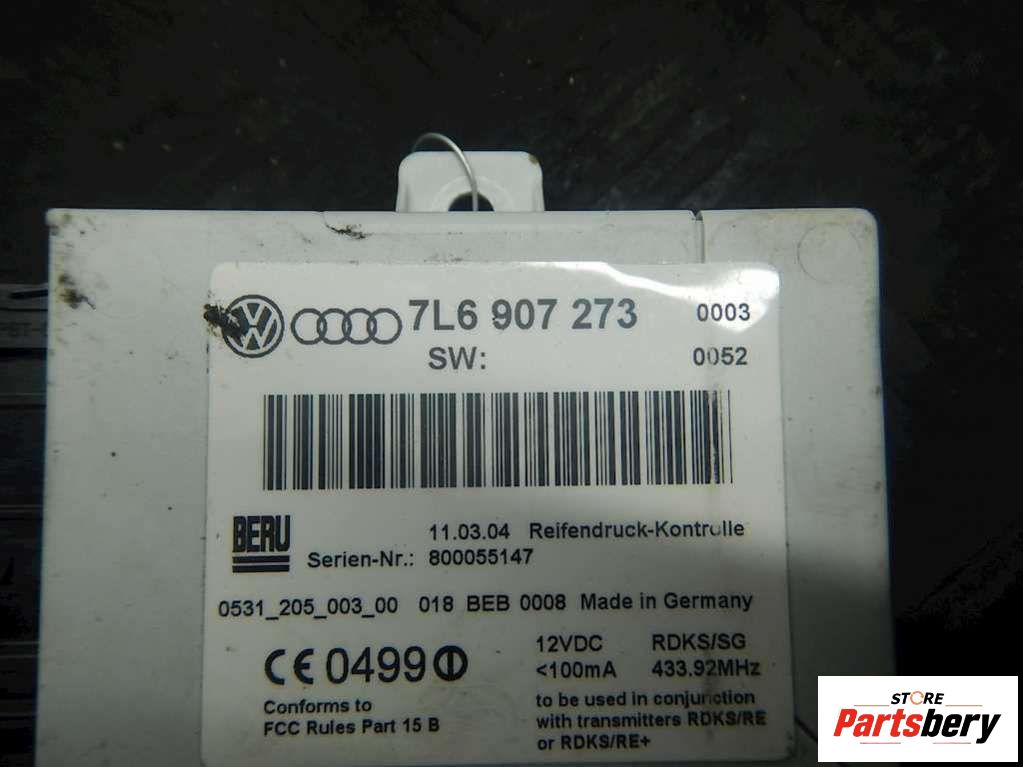 7L6 907 273 0003
SW: 0052
BERU 11.03.04 Reifendruck-Kontrolle
Serien-Nr.: 800055147
0531_205_003_00 018 BEB 0008 Made in Germany
CE 0499
12VDC RDKS/SG
<100mA 433.92MHz
Conforms to
FCC Rules Part 15 B
to be used in conjunction
with transmitters RDKS/RE
or RDKS/RE+
STORE
Partsbery